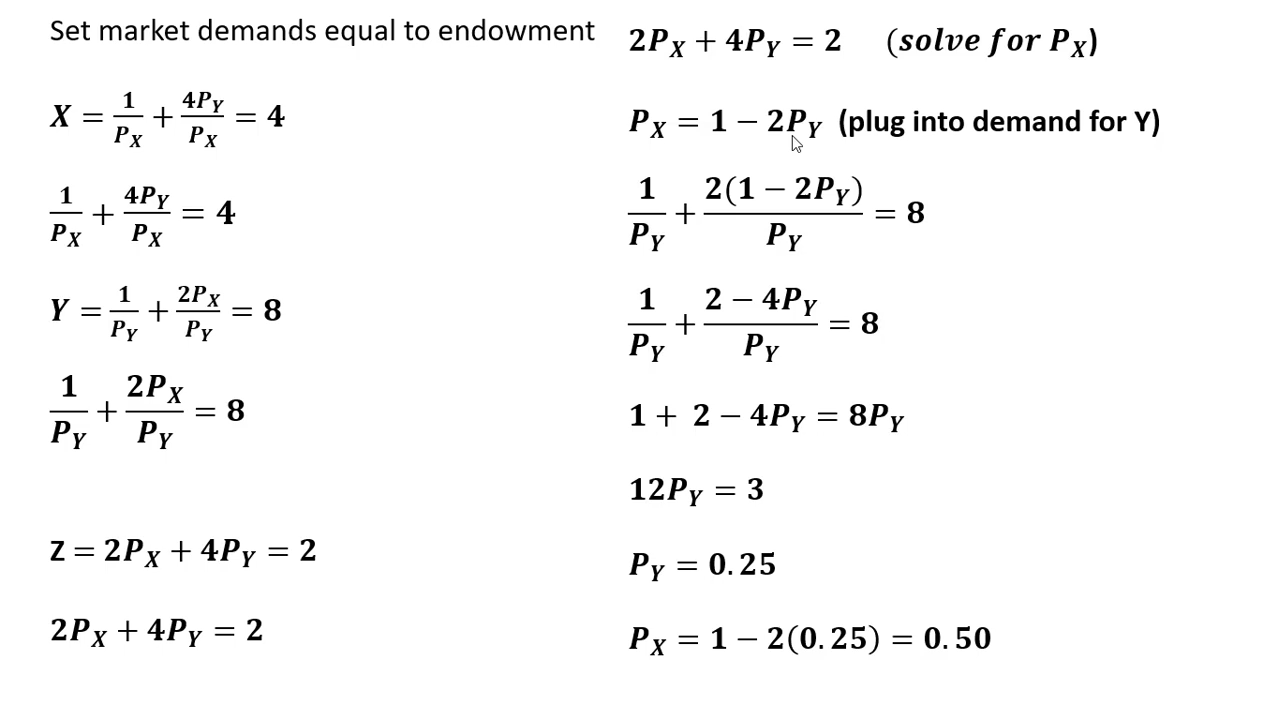 Set market demands equal to endowment
X = 1/P_X + 4P_Y/P_X = 4
1/P_X + 4P_Y/P_X = 4
Y = 1/P_Y + 2P_X/P_Y = 8
1/P_Y + 2P_X/P_Y = 8
Z = 2P_X + 4P_Y = 2
2P_X + 4P_Y = 2
2P_X + 4P_Y = 2 (solve for P_X)
P_X = 1 − 2P_Y (plug into demand for Y)
1/P_Y + 2(1 − 2P_Y)/P_Y = 8
1/P_Y + (2 − 4P_Y)/P_Y = 8
1 + 2 − 4P_Y = 8P_Y
12P_Y = 3
P_Y = 0.25
P_X = 1 − 2(0.25) = 0.50